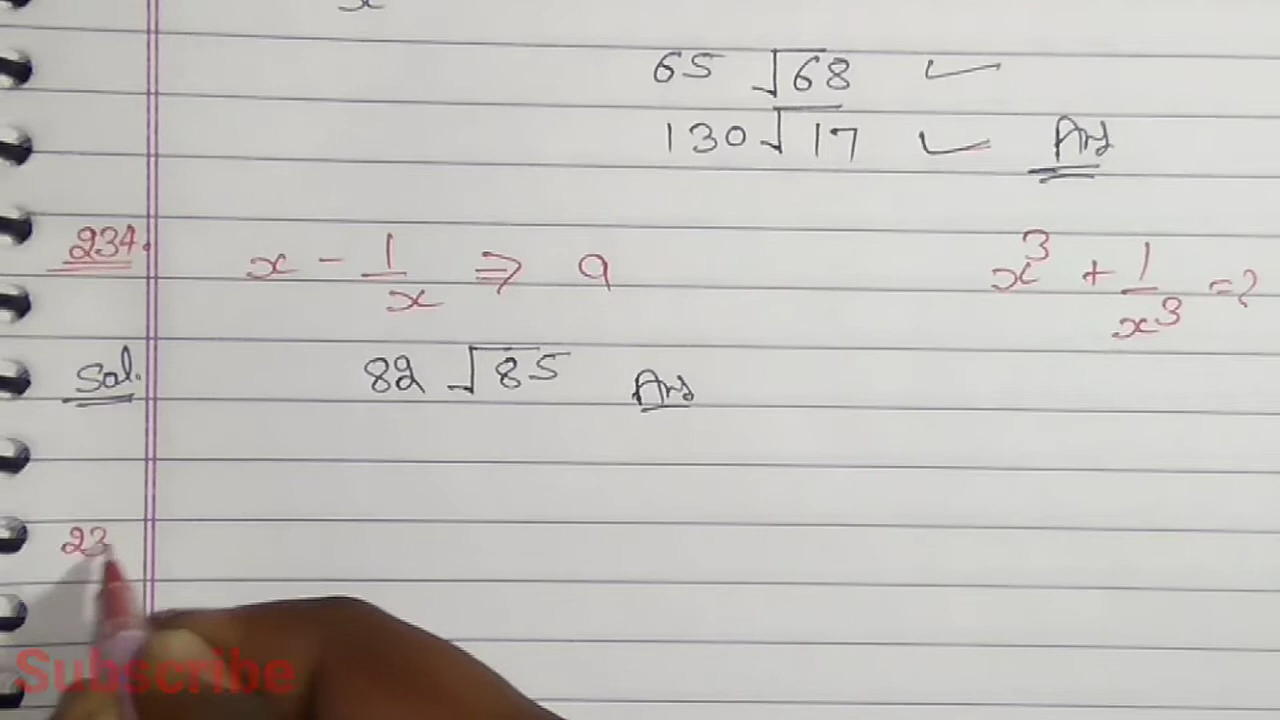 x
65 √68 ✓
130√17 ✓ Ans
234. x - 1/x ⇒ 9 x³ + 1/x³ = ?
Sol. 82 √85 Ans
23
Subscribe